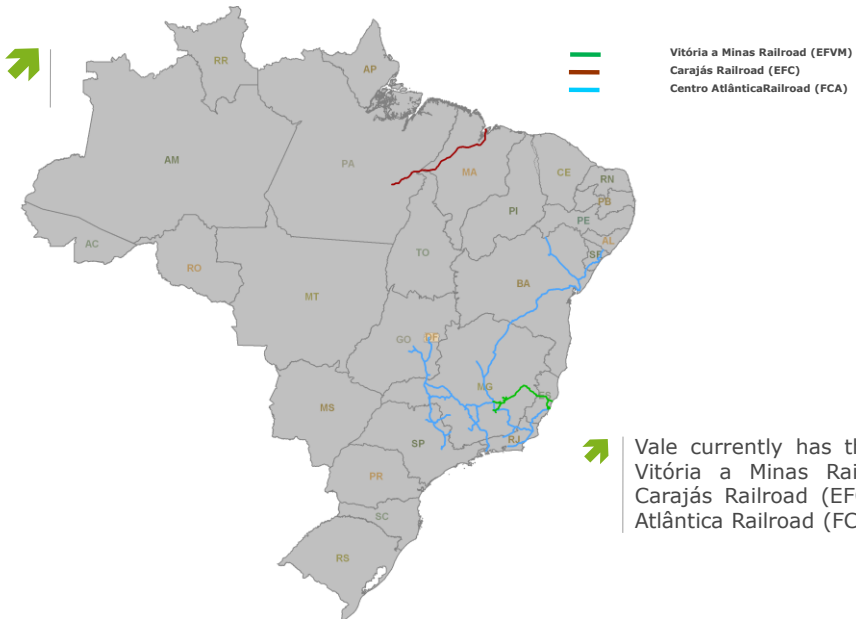 Vitória a Minas Railroad (EFVM)
Carajás Railroad (EFC)
Centro AtlânticaRailroad (FCA)
RR
AP
AM
PA
MA
CE
RN
PB
PE
AL
SE
PI
AC
RO
TO
BA
MT
GO
DF
MG
ES
MS
SP
RJ
PR
SC
RS
Vale currently has th
Vitória a Minas Rai
Carajás Railroad (EF
Atlântica Railroad (FC